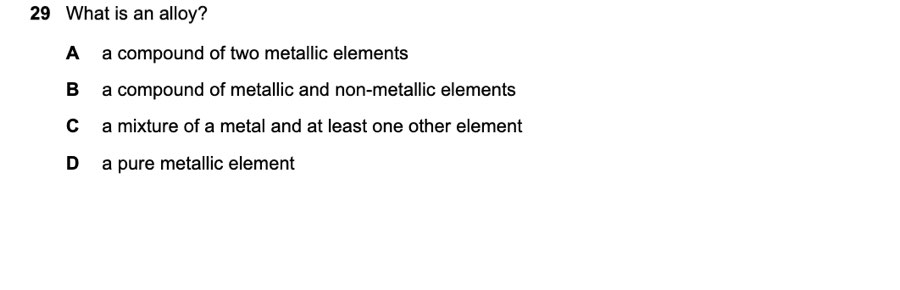 29 What is an alloy?
A a compound of two metallic elements
B a compound of metallic and non-metallic elements
C a mixture of a metal and at least one other element
D a pure metallic element